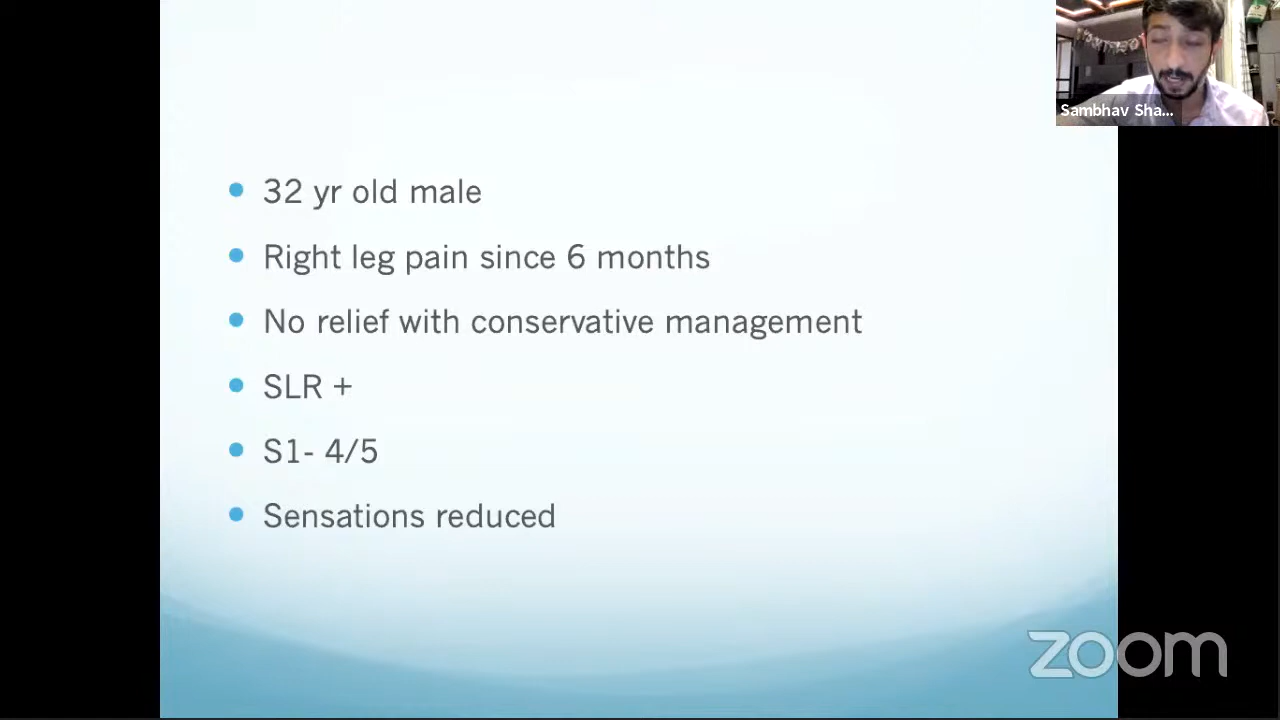 Sambhav Sha...
32 yr old male
Right leg pain since 6 months
No relief with conservative management
SLR +
S1- 4/5
Sensations reduced
zoom